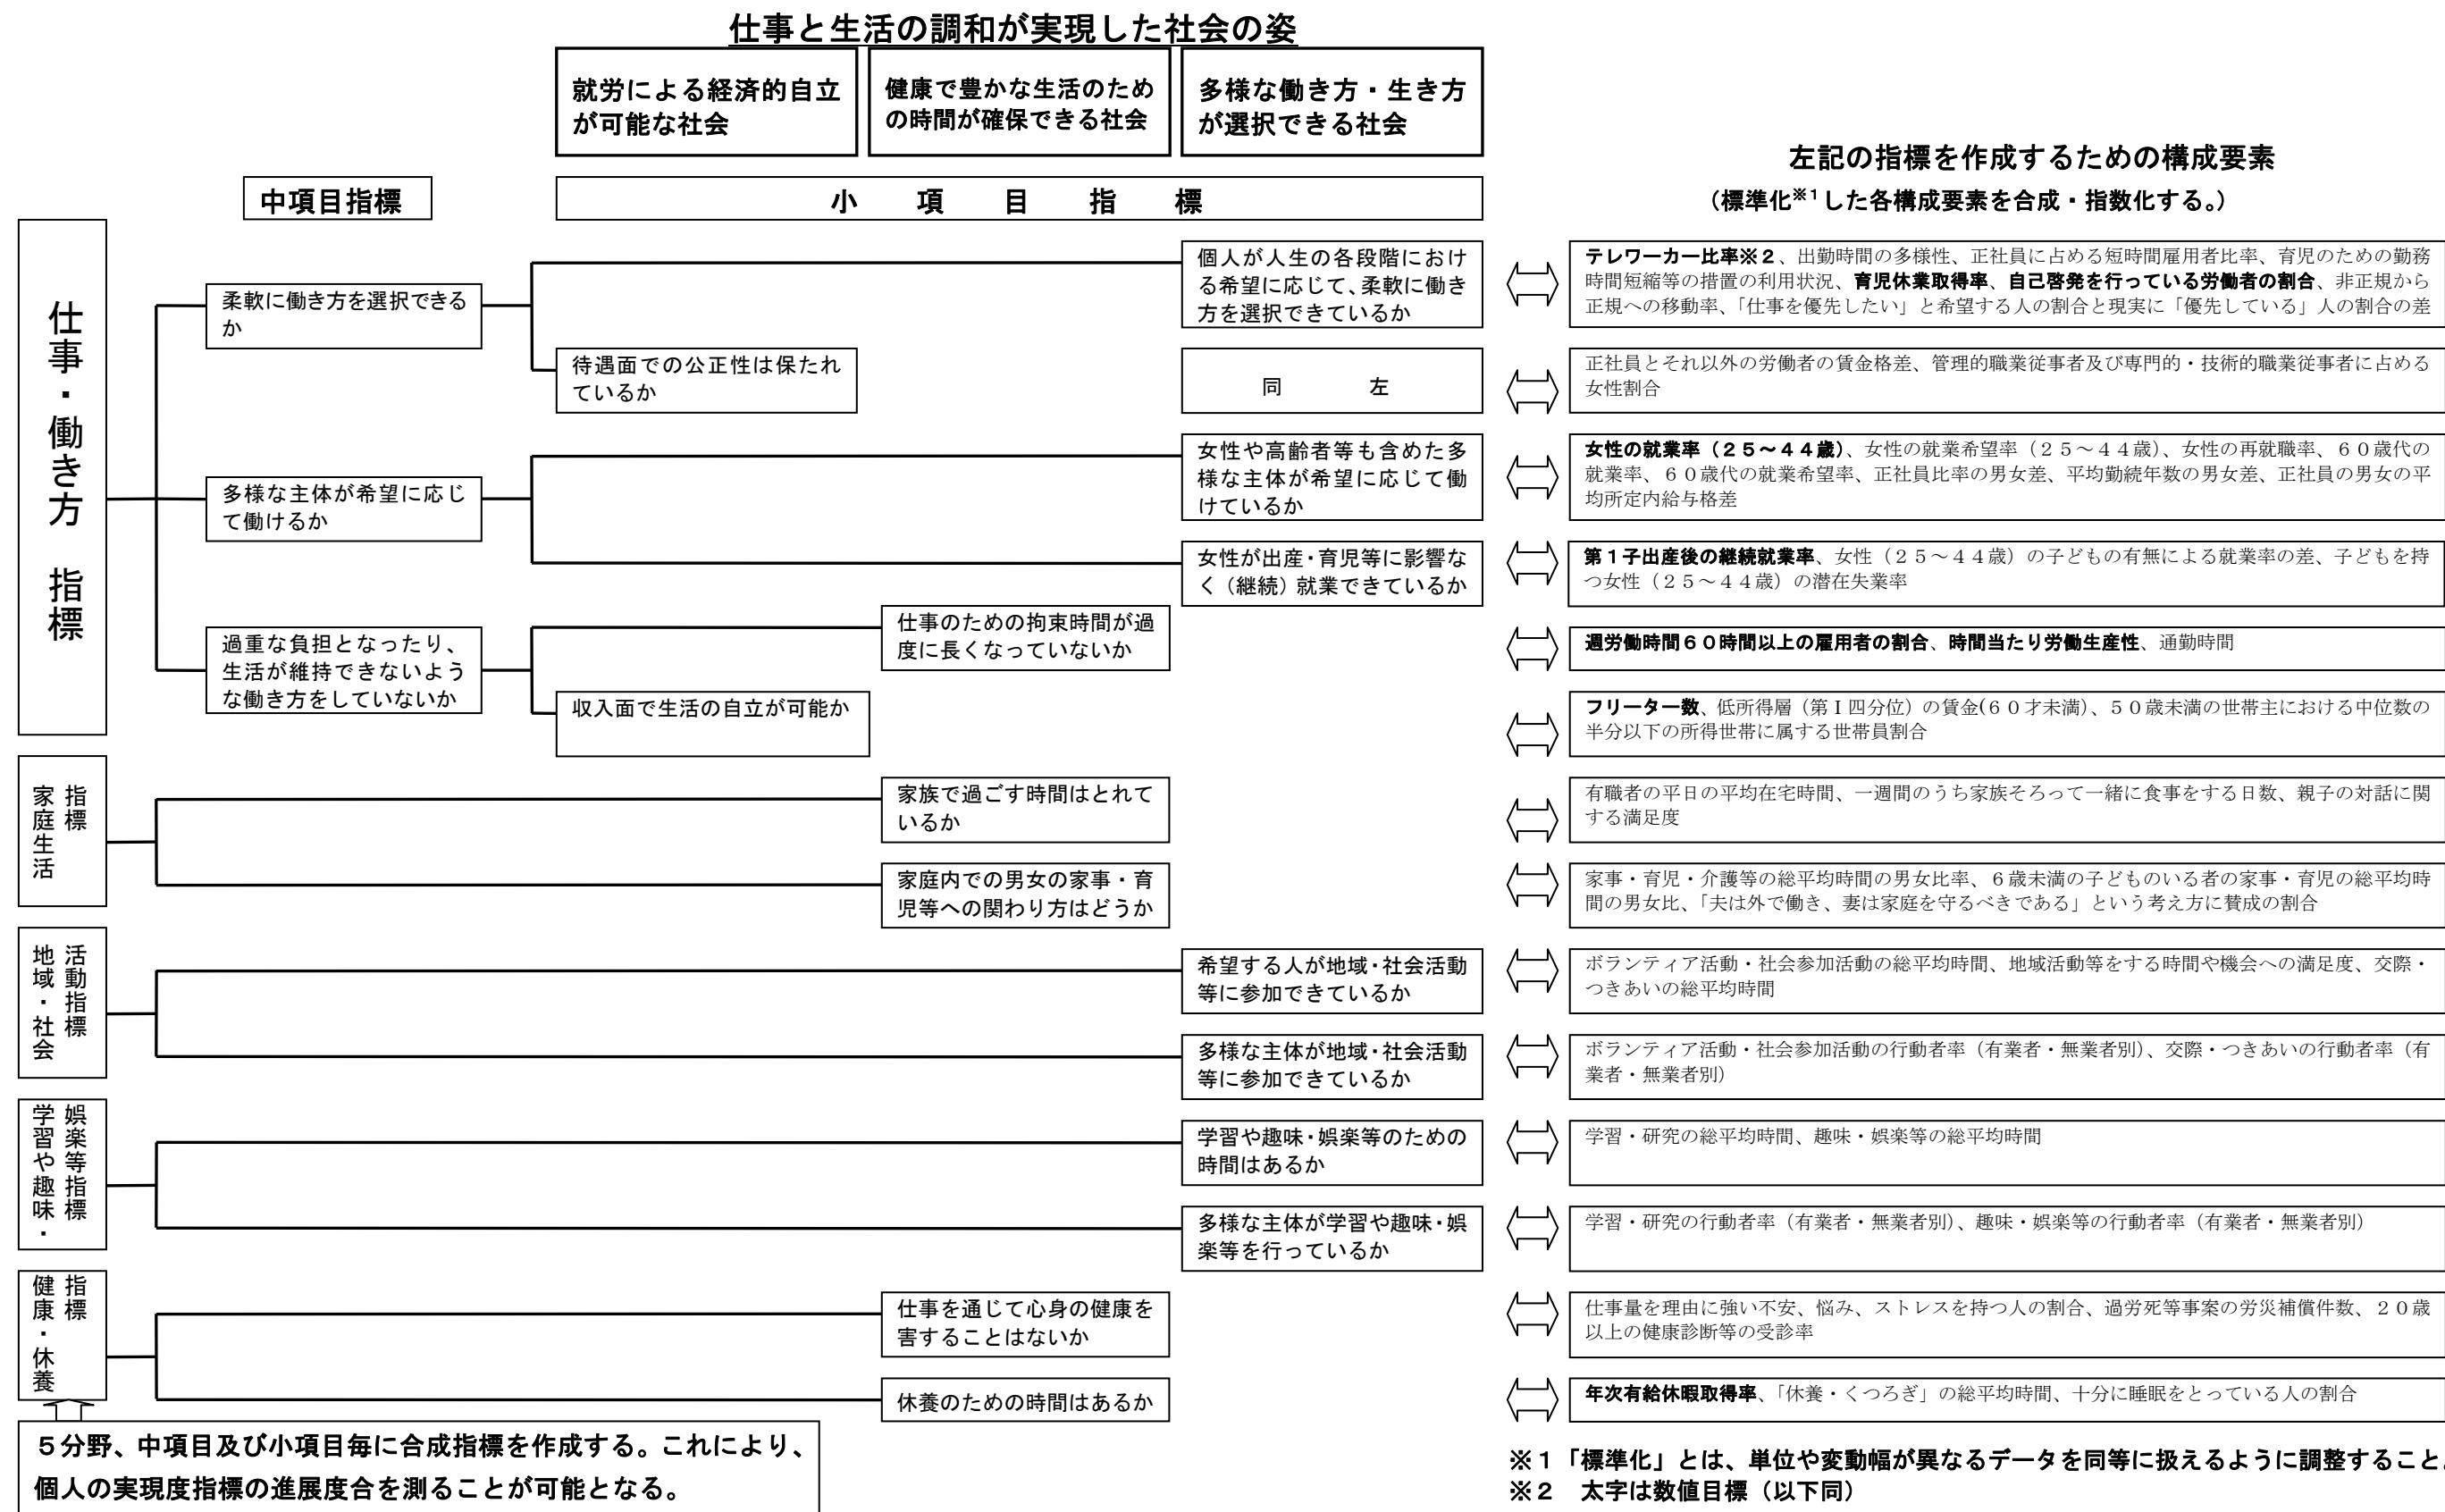 仕事と生活の調和が実現した社会の姿
就労による経済的自立
が可能な社会
健康で豊かな生活のため
の時間が確保できる社会
多様な働き方・生き方
が選択できる社会
左記の指標を作成するための構成要素
（標準化※1した各構成要素を合成・指数化する。）
中項目指標
小　項　目　指　標
仕事・働き方　指標
柔軟に働き方を選択できる
か
個人が人生の各段階におけ
る希望に応じて、柔軟に働き
方を選択できているか
テレワーカー比率※２、出勤時間の多様性、正社員に占める短時間雇用者比率、育児のための勤務
時間短縮等の措置の利用状況、育児休業取得率、自己啓発を行っている労働者の割合、非正規から
正規への移動率、「仕事を優先したい」と希望する人の割合と現実に「優先している」人の割合の差
待遇面での公正性は保たれ
ているか
同　　　左
正社員とそれ以外の労働者の賃金格差、管理的職業従事者及び専門的・技術的職業従事者に占める
女性割合
多様な主体が希望に応じ
て働けるか
女性や高齢者等も含めた多
様な主体が希望に応じて働
けているか
女性の就業率（２５～４４歳）、女性の就業希望率（２５～４４歳）、女性の再就職率、６０歳代の
就業率、６０歳代の就業希望率、正社員比率の男女差、平均勤続年数の男女差、正社員の男女の平
均所定内給与格差
女性が出産・育児等に影響な
く（継続）就業できているか
第１子出産後の継続就業率、女性（２５～４４歳）の子どもの有無による就業率の差、子どもを持
つ女性（２５～４４歳）の潜在失業率
過重な負担となったり、
生活が維持できないよう
な働き方をしていないか
仕事のための拘束時間が過
度に長くなっていないか
週労働時間６０時間以上の雇用者の割合、時間当たり労働生産性、通勤時間
収入面で生活の自立が可能か
フリーター数、低所得層（第Ⅰ四分位）の賃金(６０才未満)、５０歳未満の世帯主における中位数の
半分以下の所得世帯に属する世帯員割合
家庭生活
指標
家族で過ごす時間はとれて
いるか
有職者の平日の平均在宅時間、一週間のうち家族そろって一緒に食事をする日数、親子の対話に関
する満足度
家庭内での男女の家事・育
児等への関わり方はどうか
家事・育児・介護等の総平均時間の男女比率、６歳未満の子どものいる者の家事・育児の総平均時
間の男女比、「夫は外で働き、妻は家庭を守るべきである」という考え方に賛成の割合
地域・社会
活動指標
希望する人が地域・社会活動
等に参加できているか
ボランティア活動・社会参加活動の総平均時間、地域活動等をする時間や機会への満足度、交際・
つきあいの総平均時間
多様な主体が地域・社会活動
等に参加できているか
ボランティア活動・社会参加活動の行動者率（有業者・無業者別）、交際・つきあいの行動者率（有
業者・無業者別）
学習や趣味・
娯楽等指標
学習や趣味・娯楽等のための
時間はあるか
学習・研究の総平均時間、趣味・娯楽等の総平均時間
多様な主体が学習や趣味・娯
楽等を行っているか
学習・研究の行動者率（有業者・無業者別）、趣味・娯楽等の行動者率（有業者・無業者別）
健康・休養
指標
仕事を通じて心身の健康を
害することはないか
仕事量を理由に強い不安、悩み、ストレスを持つ人の割合、過労死等事案の労災補償件数、２０歳
以上の健康診断等の受診率
休養のための時間はあるか
年次有給休暇取得率、「休養・くつろぎ」の総平均時間、十分に睡眠をとっている人の割合
５分野、中項目及び小項目毎に合成指標を作成する。これにより、
個人の実現度指標の進展度合を測ることが可能となる。
※１「標準化」とは、単位や変動幅が異なるデータを同等に扱えるように調整すること。
※２　太字は数値目標（以下同）